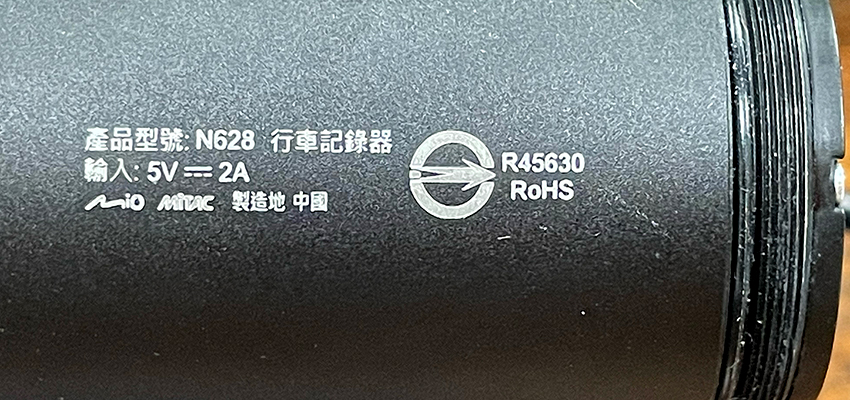 產品型號: N628 行車記錄器
輸入: 5V ⎓ 2A
Mio MiTAC 製造地 中國
R45630
RoHS